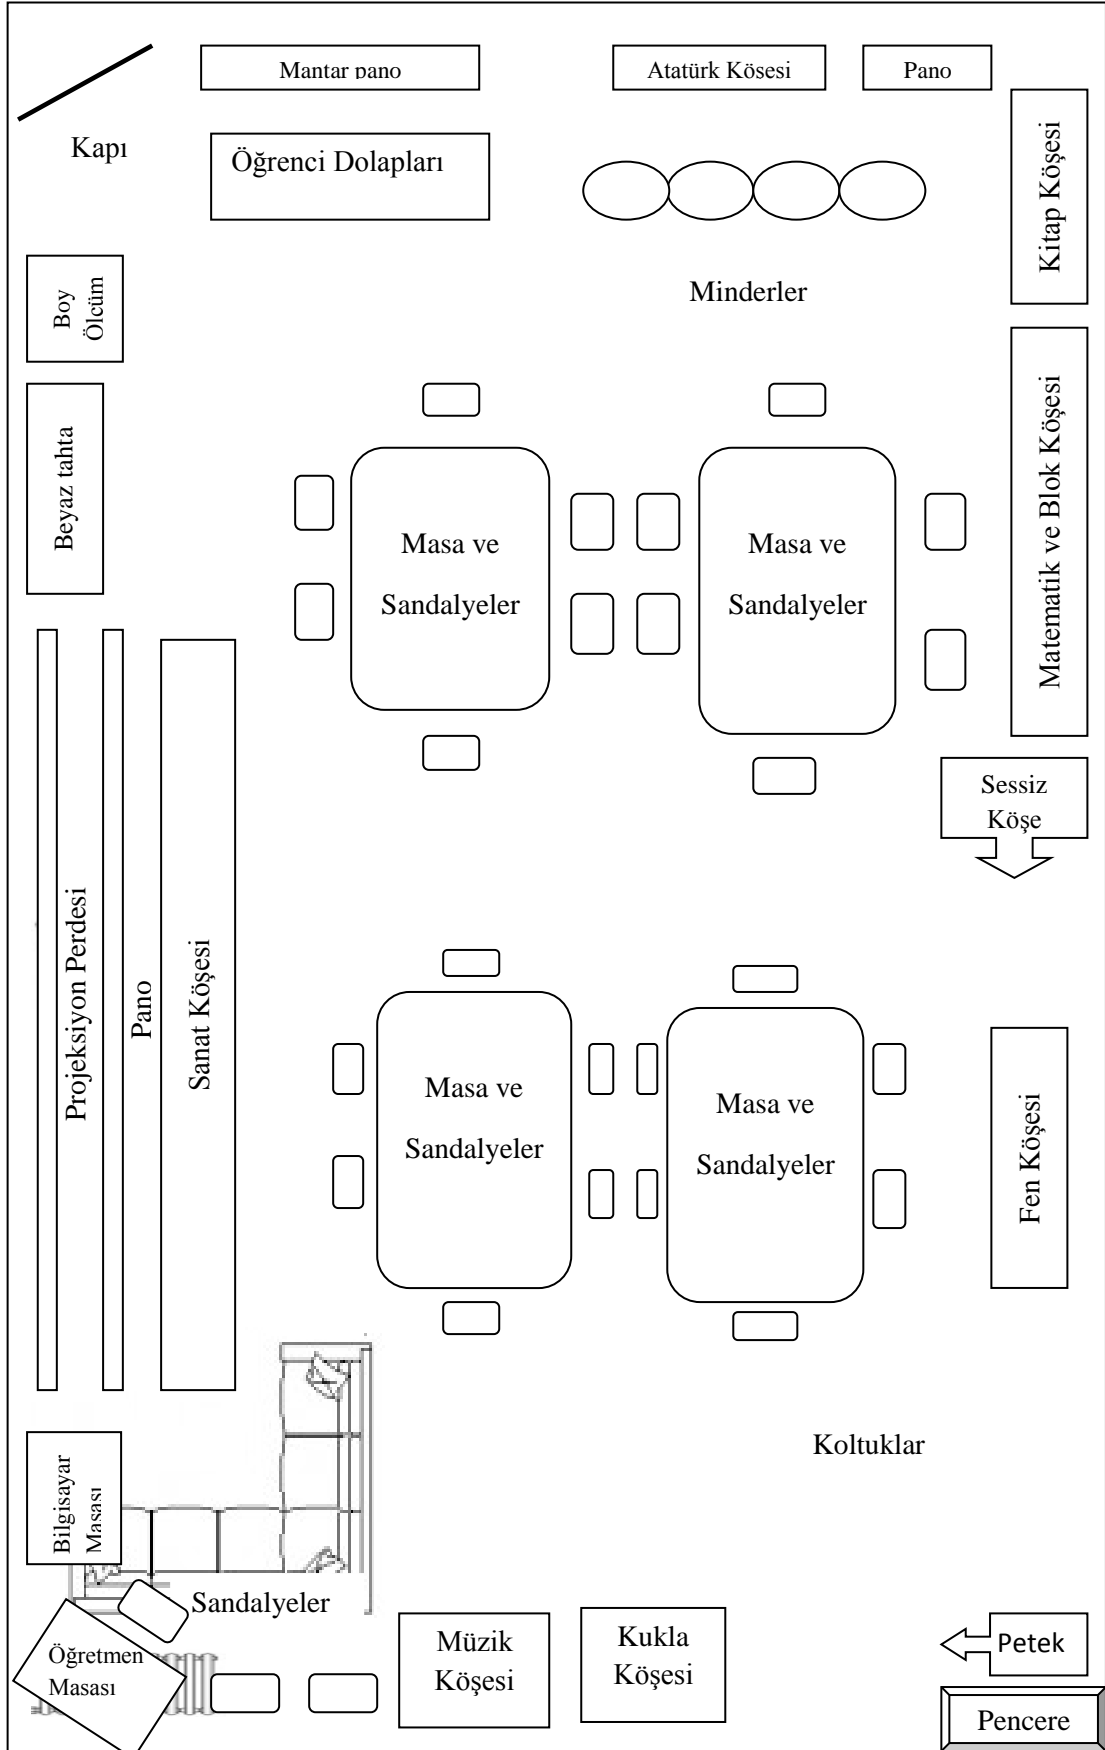 Mantar pano
Atatürk Kösesi
Pano
Kapı
Öğrenci Dolapları
Kitap Köşesi
Minderler
Boy
Ölcüm
Beyaz tahta
Masa ve
Sandalyeler
Masa ve
Sandalyeler
Matematik ve Blok Köşesi
Sessiz
Köşe
Projeksiyon Perdesi
Pano
Sanat Köşesi
Masa ve
Sandalyeler
Masa ve
Sandalyeler
Fen Köşesi
Koltuklar
Bilgisayar
Masası
Sandalyeler
Öğretmen
Masası
Müzik
Köşesi
Kukla
Köşesi
Petek
Pencere